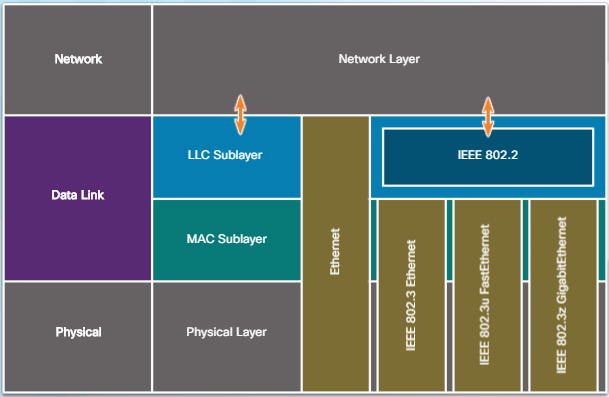 Network
Network Layer
Data Link
LLC Sublayer
IEEE 802.2
MAC Sublayer
Ethernet
IEEE 802.3 Ethernet
IEEE 802.3u FastEthernet
IEEE 802.3z GigabitEthernet
Physical
Physical Layer